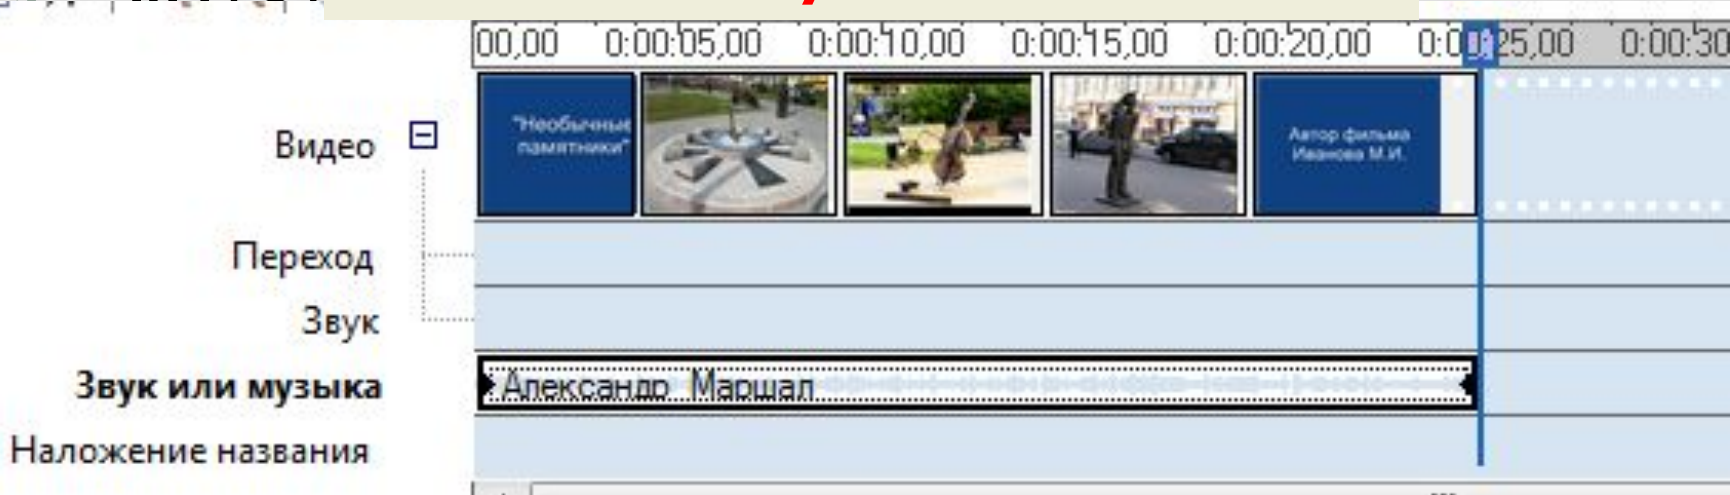 00,00 0:00:05,00 0:00:10,00 0:00:15,00 0:00:20,00 0:00:25,00 0:00:30
Видео
"Необычные
памятники"
Автор фильма
Иванова М.И.
Переход
Звук
Звук или музыка
Александр Маршал
Наложение названия